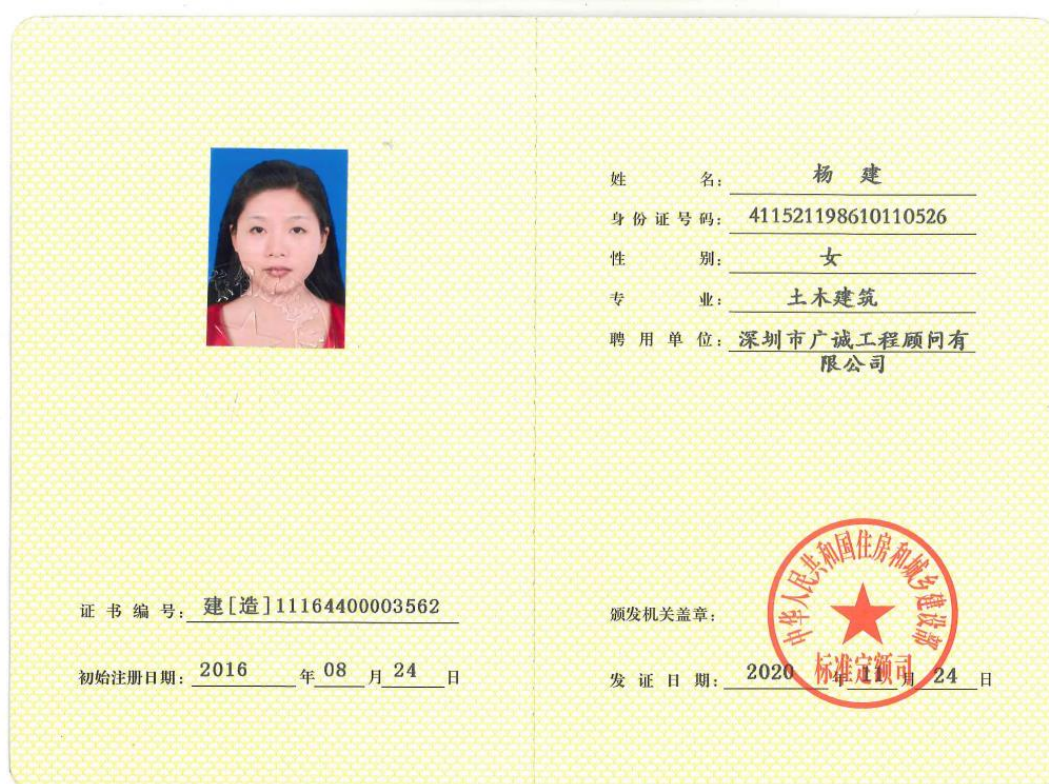 姓 名: 杨 建
身份证号码: 411521198610110526
性 别: 女
专 业: 土木建筑
聘用单位: 深圳市广诚工程顾问有
限公司
证书编号: 建[造]11164400003562
初始注册日期: 2016 年 08 月 24 日
颁发机关盖章:
中华人民共和国住房和城乡建设部
标准定额司
发证日期: 2020 年 11 月 24 日